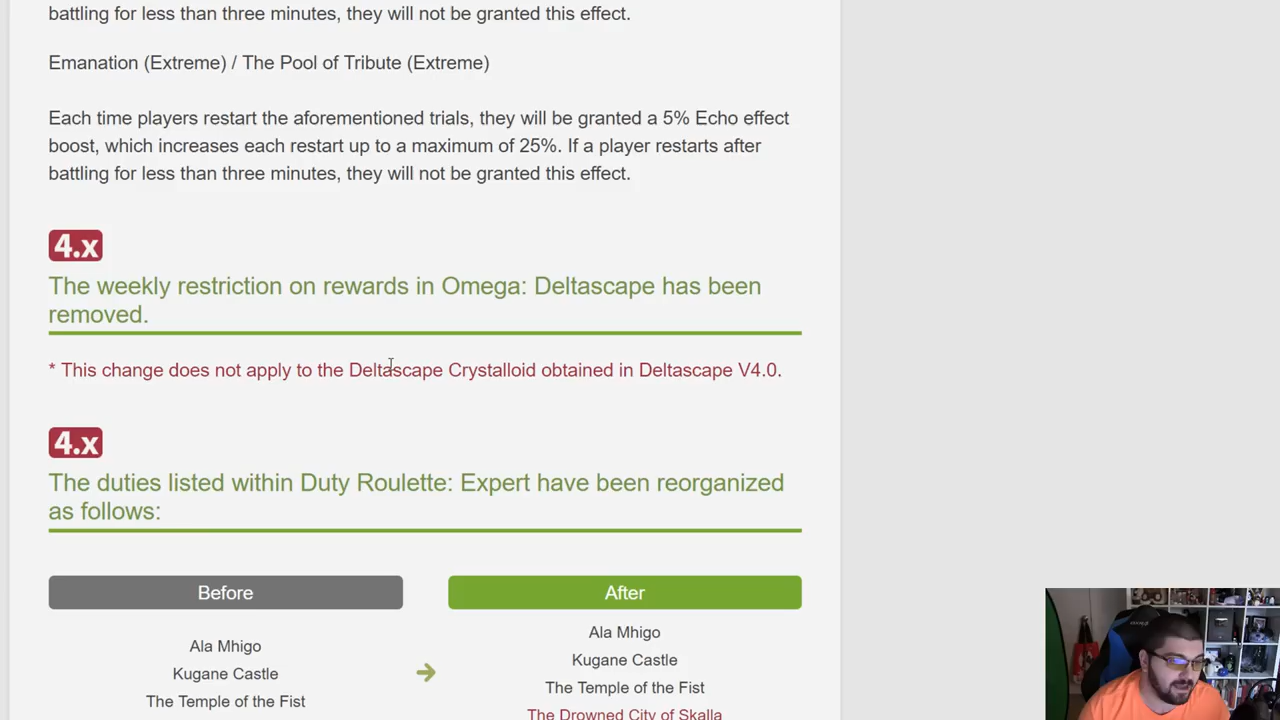 battling for less than three minutes, they will not be granted this effect.
Emanation (Extreme) / The Pool of Tribute (Extreme)
Each time players restart the aforementioned trials, they will be granted a 5% Echo effect
boost, which increases each restart up to a maximum of 25%. If a player restarts after
battling for less than three minutes, they will not be granted this effect.
4.x
The weekly restriction on rewards in Omega: Deltascape has been
removed.
* This change does not apply to the Deltascape Crystalloid obtained in Deltascape V4.0.
4.x
The duties listed within Duty Roulette: Expert have been reorganized
as follows:
Before
After
Ala Mhigo
Kugane Castle
The Temple of the Fist
Ala Mhigo
Kugane Castle
The Temple of the Fist
The Drowned City of Skalla